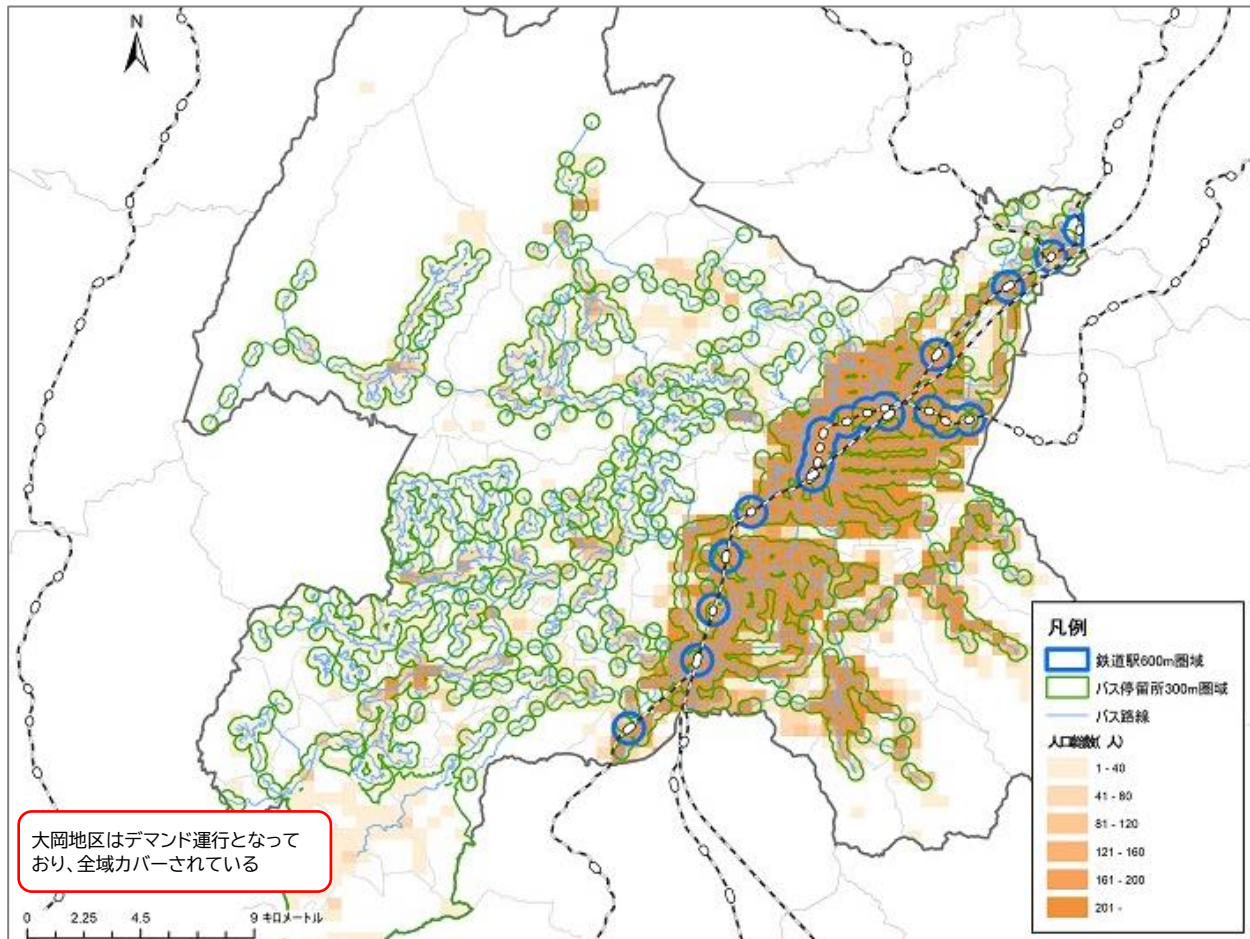 N
凡例
鉄道駅600m圏域
バス停留所300m圏域
バス路線
人口総数(人)
1 - 40
41 - 80
81 - 120
121 - 160
161 - 200
201 -
大岡地区はデマンド運行となって
おり、全域カバーされている
0 2.25 4.5 9 キロメートル